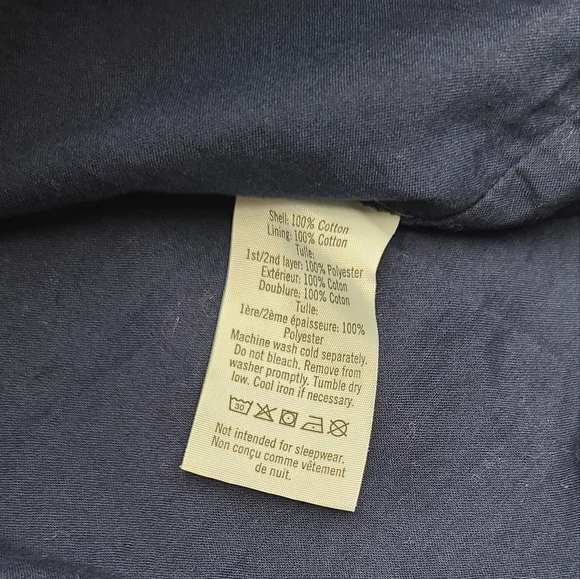 Shell: 100% Cotton
Lining: 100% Cotton
Tulle:
1st/2nd layer: 100% Polyester
Extérieur: 100% Coton
Doublure: 100% Coton
Tulle:
1ère/2ème épaisseur: 100%
Polyester
Machine wash cold separately.
Do not bleach. Remove from
washer promptly. Tumble dry
low. Cool iron if necessary.
30
Not intended for sleepwear.
Non conçu comme vêtement
de nuit.